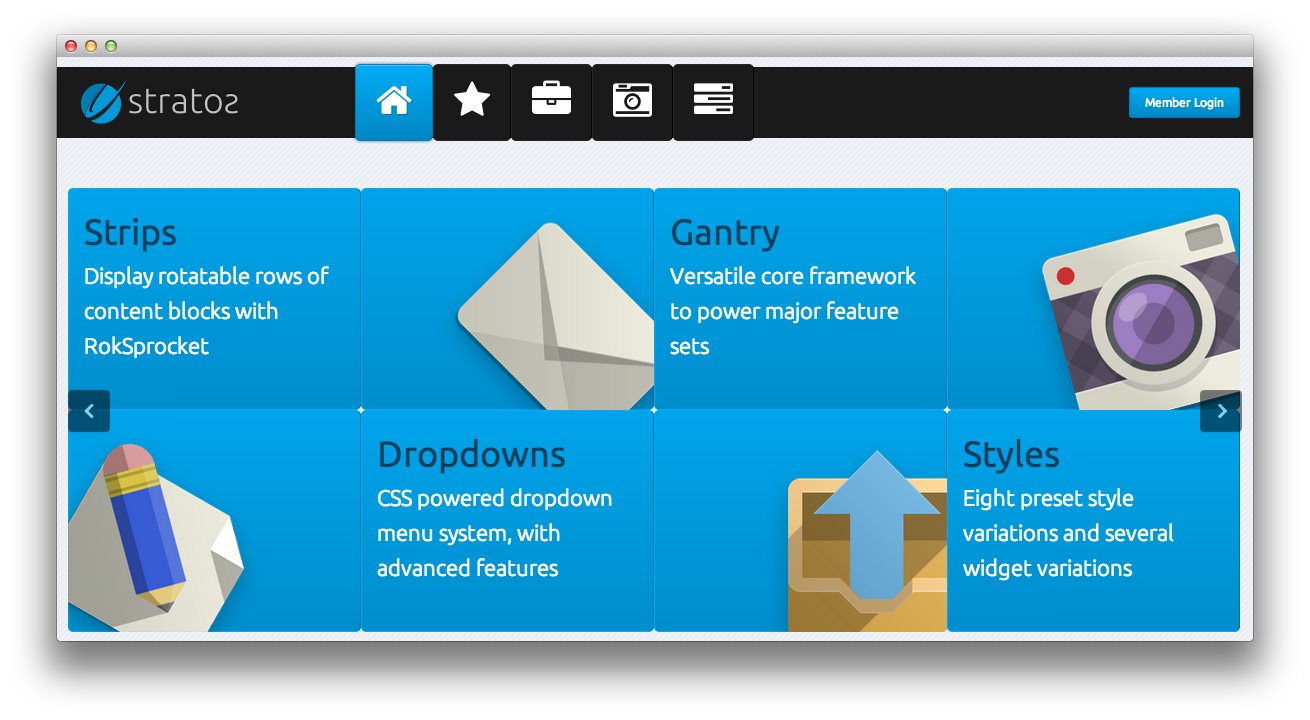 stratos
Member Login
Strips
Display rotatable rows of
content blocks with
RokSprocket
Gantry
Versatile core framework
to power major feature
sets
Dropdowns
CSS powered dropdown
menu system, with
advanced features
Styles
Eight preset style
variations and several
widget variations